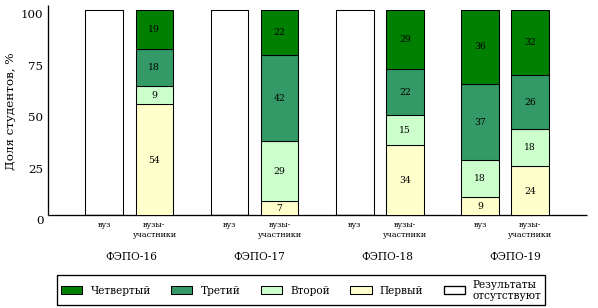 Доля студентов, %
100
75
50
25
0
19
18
9
54
22
42
29
7
29
22
15
34
36
37
18
9
32
26
18
24
вуз
вузы-
участники
вуз
вузы-
участники
вуз
вузы-
участники
вуз
вузы-
участники
ФЭПО-16
ФЭПО-17
ФЭПО-18
ФЭПО-19
Четвертый
Третий
Второй
Первый
Результаты
отсутствуют